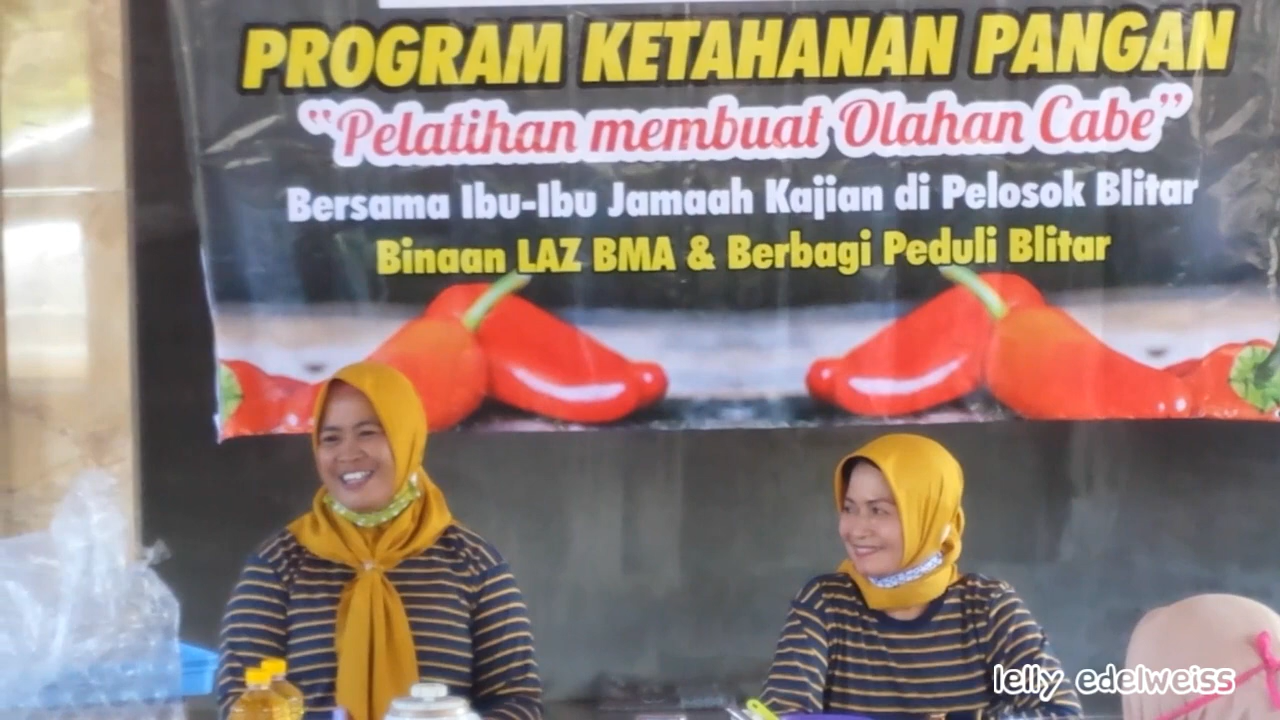 PROGRAM KETAHANAN PANGAN
"Pelatihan membuat Olahan Cabe"
Bersama Ibu-Ibu Jamaah Kajian di Pelosok Blitar
Binaan LAZ BMA & Berbagi Peduli Blitar
lelly edelweiss